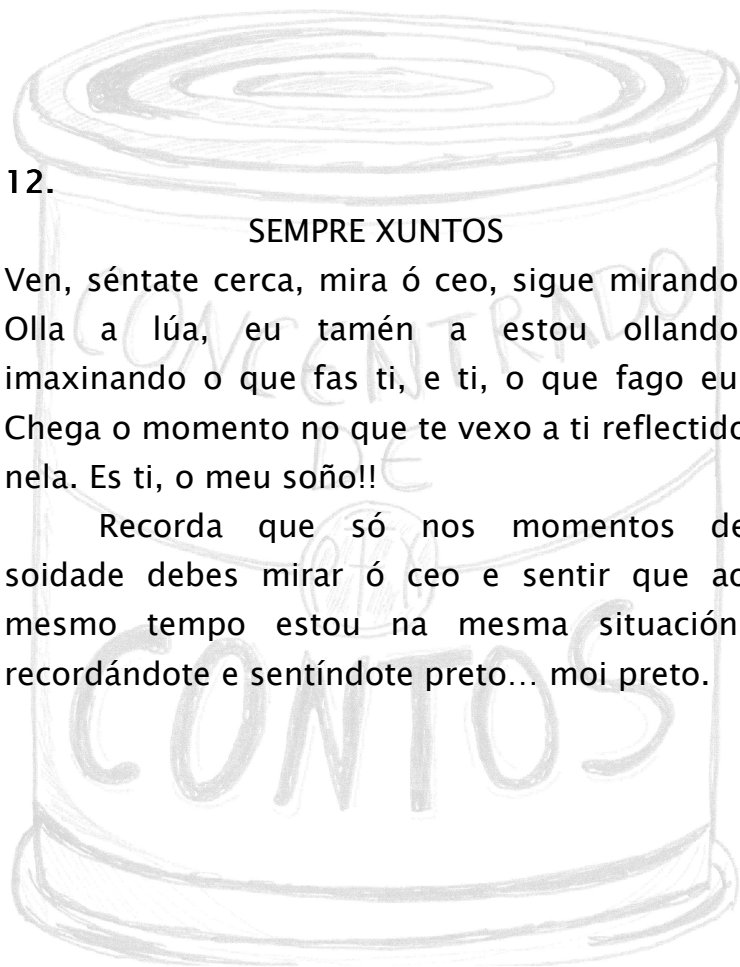 12.
SEMPRE XUNTOS
Ven, séntate cerca, mira ó ceo, sigue mirando
Olla a lúa, eu tamén a estou ollando
imaxinando o que fas ti, e ti, o que fago eu
Chega o momento no que te vexo a ti reflectido
nela. Es ti, o meu soño!!
Recorda que só nos momentos de
soidade debes mirar ó ceo e sentir que ao
mesmo tempo estou na mesma situación
recordándote e sentíndote preto... moi preto.
CONCENTRADO
DE
CONTOS